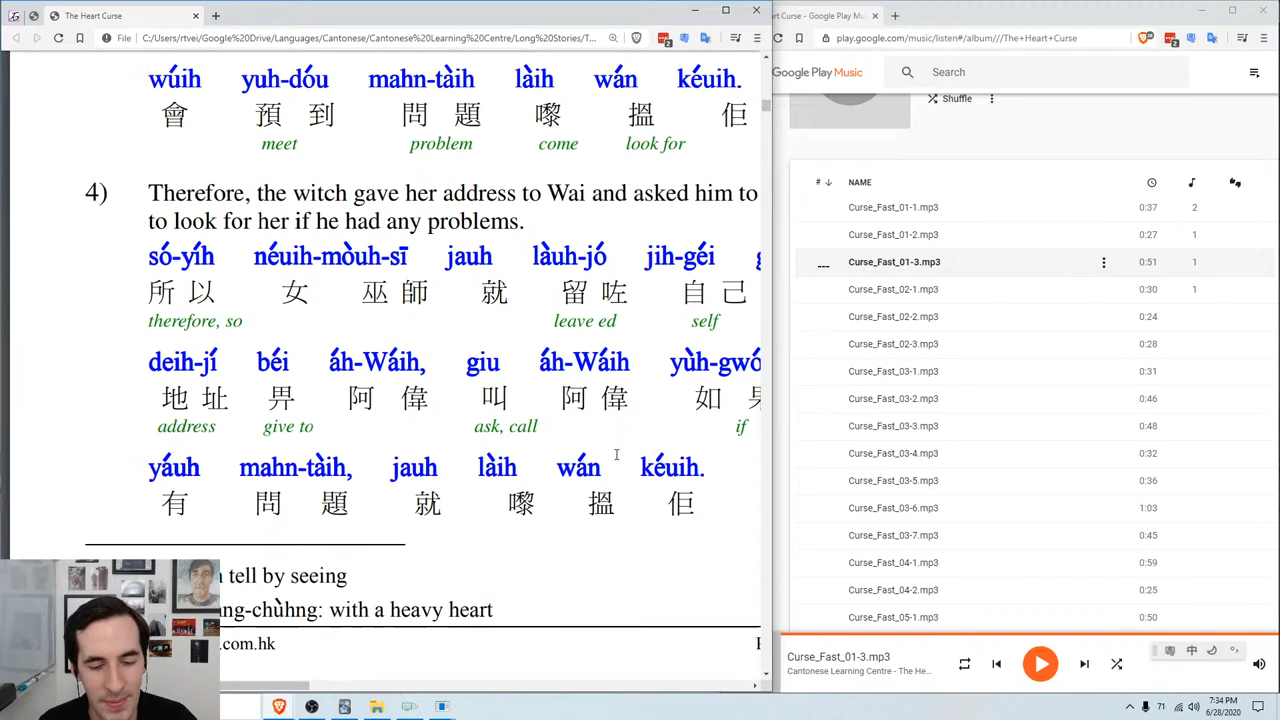 The Heart Curse
rt Curse - Google Play Music
File
C:/Users/rtvei/Google%20Drive/Languages/Cantonese/Cantonese%20Learning%20Centre/Long%20Stories/T...
play.google.com/music/listen#/album///The+Heart+Curse
wúih yuh-dóu mahn-tàih làih wán kéuih.
會 預 到 問 題 嚟 搵 佢
meet problem come look for
4) Therefore, the witch gave her address to Wai and asked him to
to look for her if he had any problems.
só-yíh néuih-mòuh-sī jauh làuh-jó jih-géi
所 以 女 巫 師 就 留 咗 自 己
therefore, so leave ed self
deih-jí béi áh-Wáih, giu áh-Wáih yùh-gwó
地 址 畀 阿 偉 叫 阿 偉 如
address give to ask, call if
yáuh mahn-tàih, jauh làih wán kéuih.
有 問 題 就 嚟 搵 佢
tell by seeing
ang-chùhng: with a heavy heart
.com.hk
Google Play Music
Search
Shuffle
# NAME
Curse_Fast_01-1.mp3 0:37 2
Curse_Fast_01-2.mp3 0:27 1
Curse_Fast_01-3.mp3 0:51 1
Curse_Fast_02-1.mp3 0:30 1
Curse_Fast_02-2.mp3 0:24
Curse_Fast_02-3.mp3 0:28
Curse_Fast_03-1.mp3 0:31
Curse_Fast_03-2.mp3 0:46
Curse_Fast_03-3.mp3 0:48
Curse_Fast_03-4.mp3 0:32
Curse_Fast_03-5.mp3 0:36
Curse_Fast_03-6.mp3 1:03
Curse_Fast_03-7.mp3 0:45
Curse_Fast_04-1.mp3 0:59
Curse_Fast_04-2.mp3 0:25
Curse_Fast_05-1.mp3 0:50
Curse_Fast_01-3.mp3
Cantonese Learning Centre - The He...
中
71
7:34 PM
6/28/2020